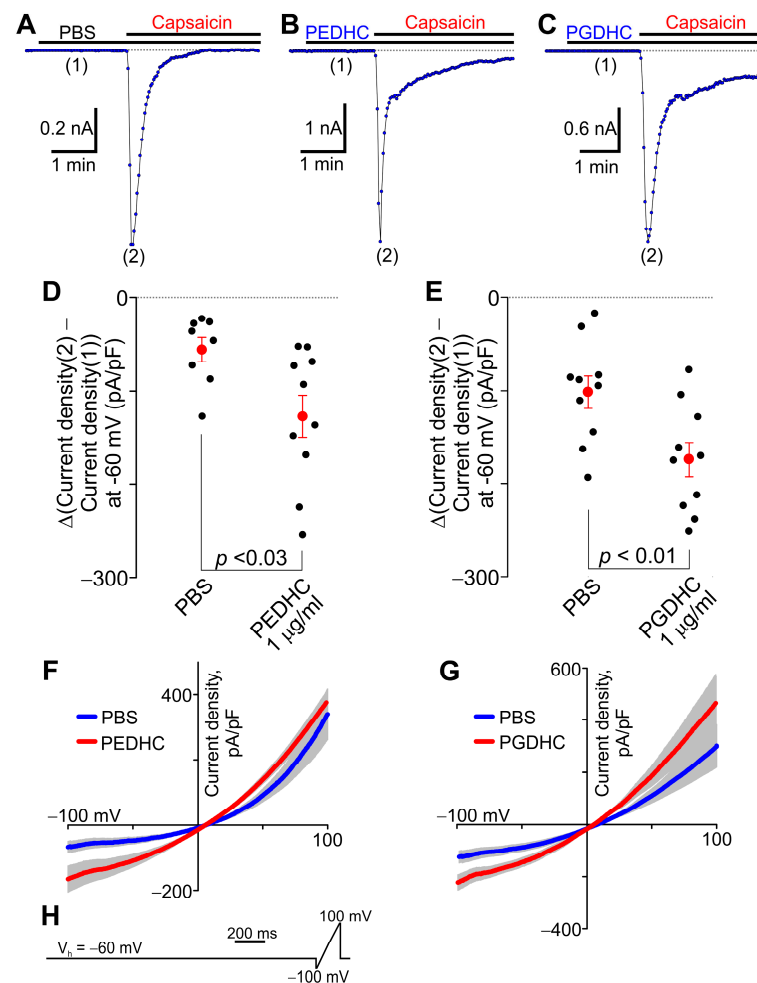 A
PBS
Capsaicin
(1)
0.2 nA
1 min
(2)
B
PEDHC
Capsaicin
(1)
1 nA
1 min
(2)
C
PGDHC
Capsaicin
(1)
0.6 nA
1 min
(2)
D
Δ(Current density(2) –
Current density(1))
at -60 mV (pA/pF)
0
–300
p <0.03
PBS
PEDHC
1 μg/ml
E
Δ(Current density(2) –
Current density(1))
at -60 mV (pA/pF)
0
–300
p < 0.01
PBS
PGDHC
1 μg/ml
F
PBS
PEDHC
400
Current density,
pA/pF
–100 mV
100
–200
G
PBS
PGDHC
600
Current density,
pA/pF
–100 mV
100
–400
H
Vh = –60 mV
200 ms
100 mV
–100 mV